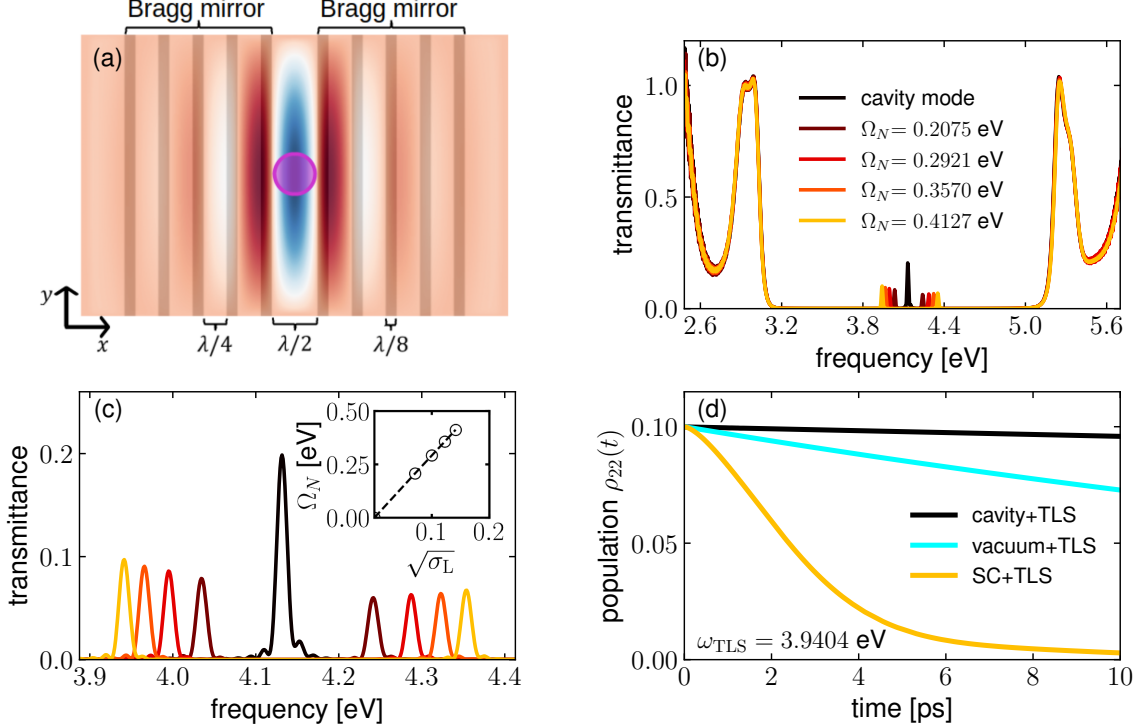 Bragg mirror Bragg mirror
(a)
y
x
λ/4 λ/2 λ/8
(b)
transmittance
1.0
0.5
0.0
cavity mode
Ω_N = 0.2075 eV
Ω_N = 0.2921 eV
Ω_N = 0.3570 eV
Ω_N = 0.4127 eV
2.6 3.2 3.8 4.4 5.0 5.6
frequency [eV]
(c)
transmittance
0.2
0.1
0.0
Ω_N [eV]
0.50
0.25
0.00
0.1 0.2
√σ_L
3.9 4.0 4.1 4.2 4.3 4.4
frequency [eV]
(d)
population ρ₂₂(t)
0.10
0.05
0.00
cavity+TLS
vacuum+TLS
SC+TLS
ω_TLS = 3.9404 eV
0 2 4 6 8 10
time [ps]